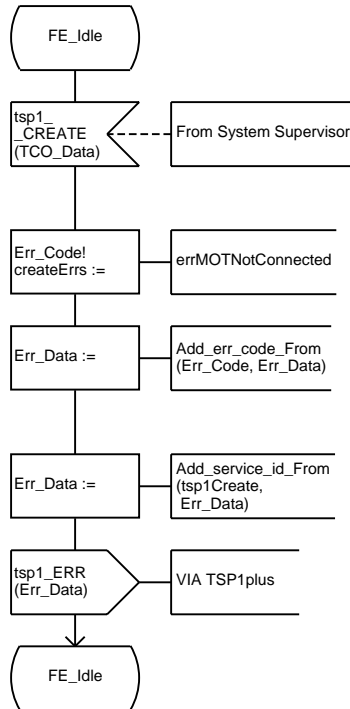 FE_Idle
tsp1_
_CREATE
(TCO_Data)
From System Supervisor
Err_Code!
createErrs :=
errMOTNotConnected
Err_Data :=
Add_err_code_From
(Err_Code, Err_Data)
Err_Data :=
Add_service_id_From
(tsp1Create,
Err_Data)
tsp1_ERR
(Err_Data)
VIA TSP1plus
FE_Idle